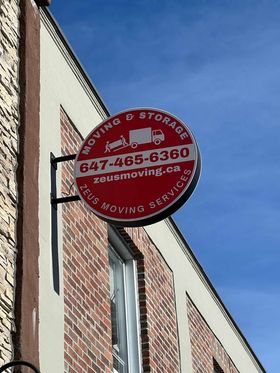 MOVING & STORAGE
647-465-6360
zeusmoving.ca
ZEUS MOVING SERVICES